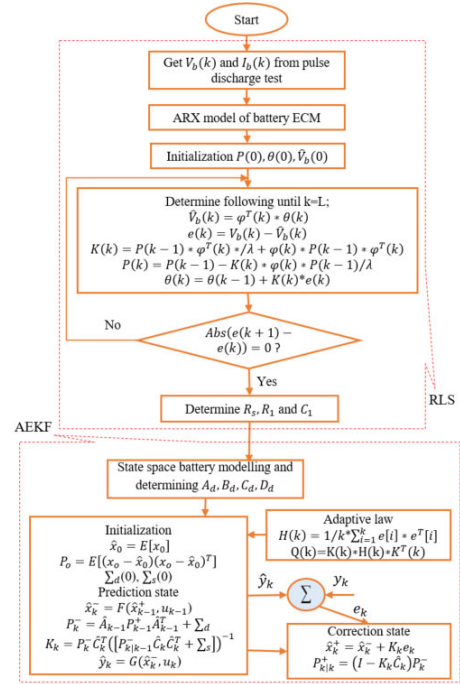 Start
Get V_b(k) and I_b(k) from pulse
discharge test
ARX model of battery ECM
Initialization P(0), θ(0), V̂_b(0)
Determine following until k=L;
V̂_b(k) = φ^T(k) * θ(k)
e(k) = V_b(k) − V̂_b(k)
K(k) = P(k − 1) * φ^T(k) */λ + φ(k) * P(k − 1) * φ^T(k)
P(k) = P(k − 1) − K(k) * φ(k) * P(k − 1)/λ
θ(k) = θ(k − 1) + K(k)*e(k)
No
Abs(e(k + 1) −
e(k)) = 0 ?
Yes
RLS
Determine R_s, R_1 and C_1
AEKF
State space battery modelling and
determining A_d, B_d, C_d, D_d
Initialization
x̂_0 = E[x_0]
P_o = E[(x_o − x̂_0)(x_o − x̂_0)^T]
∑_d(0), ∑_s(0)
Prediction state
x̂_k^- = F(x̂_{k-1}^+, u_{k-1})
P_k^- = Â_{k-1}P_{k-1}^+Â_{k-1}^T + ∑_d
K_k = P_k^-Ĉ_k^T([P_{k|k-1}^-Ĉ_kĈ_k^T + ∑_s])^{-1}
ŷ_k = G(x̂_k^-, u_k)
Adaptive law
H(k) = 1/k*∑_{i=1}^k e[i] * e^T[i]
Q(k)=K(k)*H(k)*K^T(k)
ŷ_k
∑
y_k
e_k
Correction state
x̂_k^+ = x̂_k^- + K_k e_k
P_{k|k}^+ = (I − K_kĈ_k)P_k^-